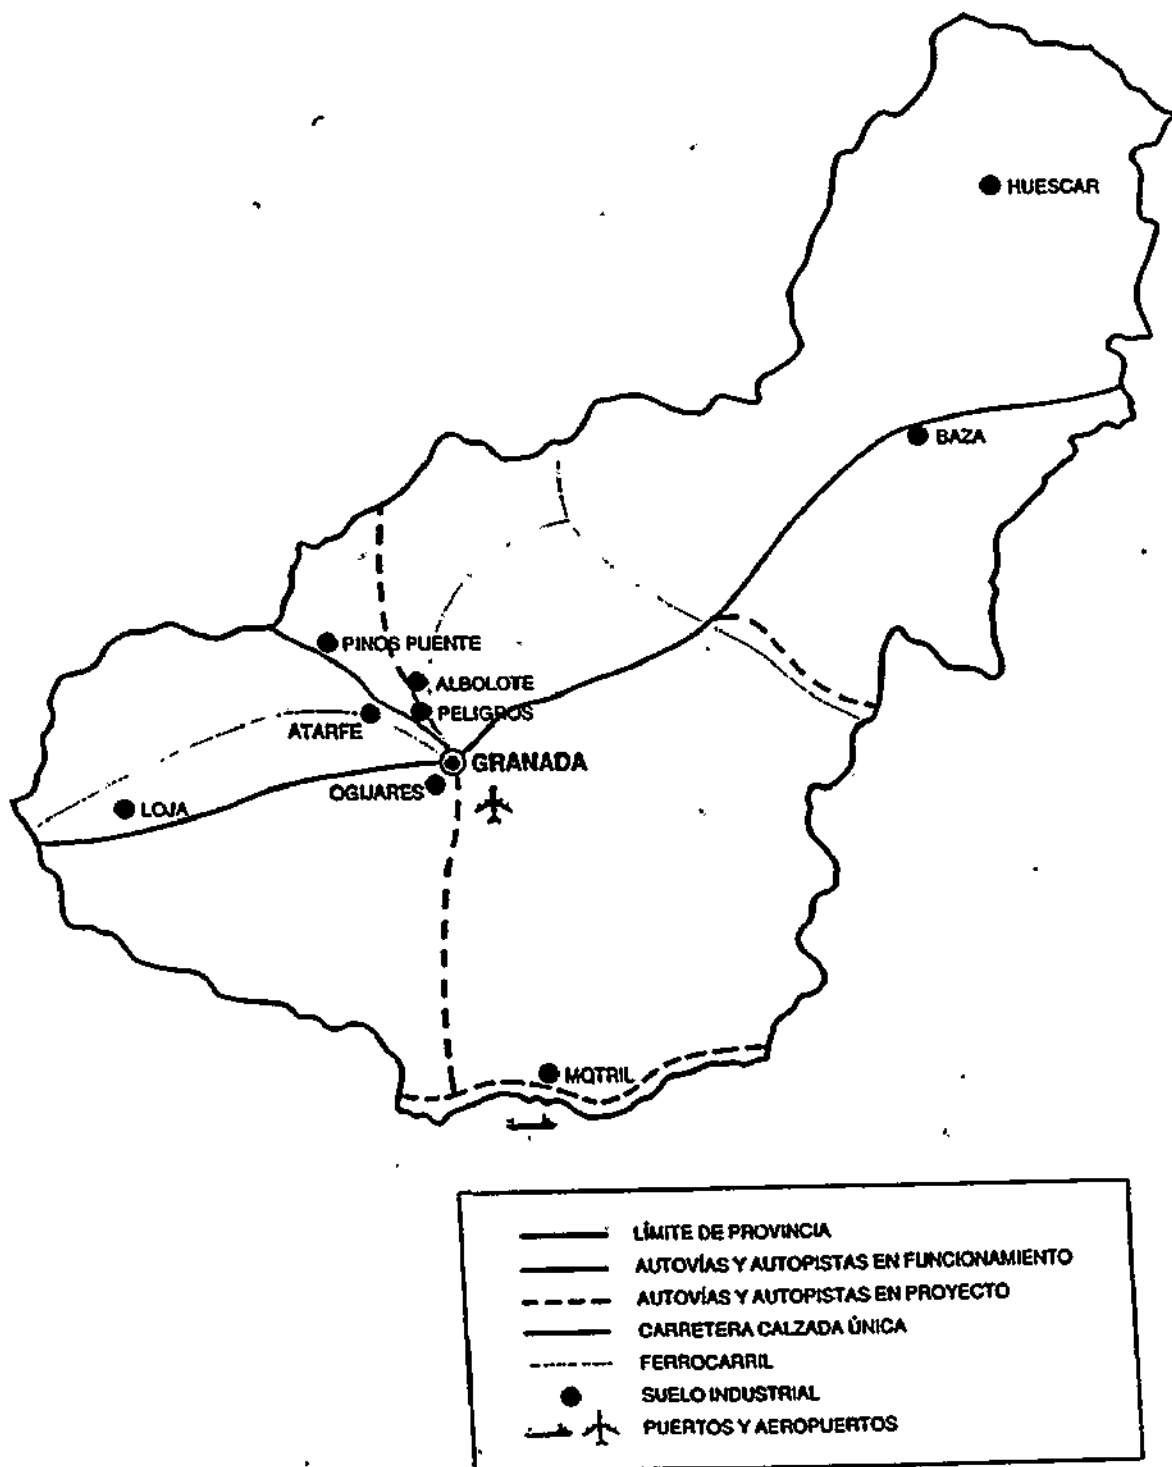 HUESCAR
BAZA
PINOS PUENTE
ALBOLOTE
PELIGROS
ATARFE
GRANADA
OGIJARES
LOJA
MOTRIL
LÍMITE DE PROVINCIA
AUTOVÍAS Y AUTOPISTAS EN FUNCIONAMIENTO
AUTOVÍAS Y AUTOPISTAS EN PROYECTO
CARRETERA CALZADA ÚNICA
FERROCARRIL
SUELO INDUSTRIAL
PUERTOS Y AEROPUERTOS